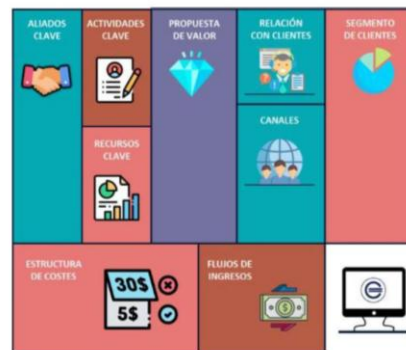 ALIADOS
CLAVE
ACTIVIDADES
CLAVE
PROPUESTA
DE VALOR
RELACIÓN
CON CLIENTES
SEGMENTO
DE CLIENTES
RECURSOS
CLAVE
CANALES
ESTRUCTURA
DE COSTES
30$
5$
FLUJOS DE
INGRESOS